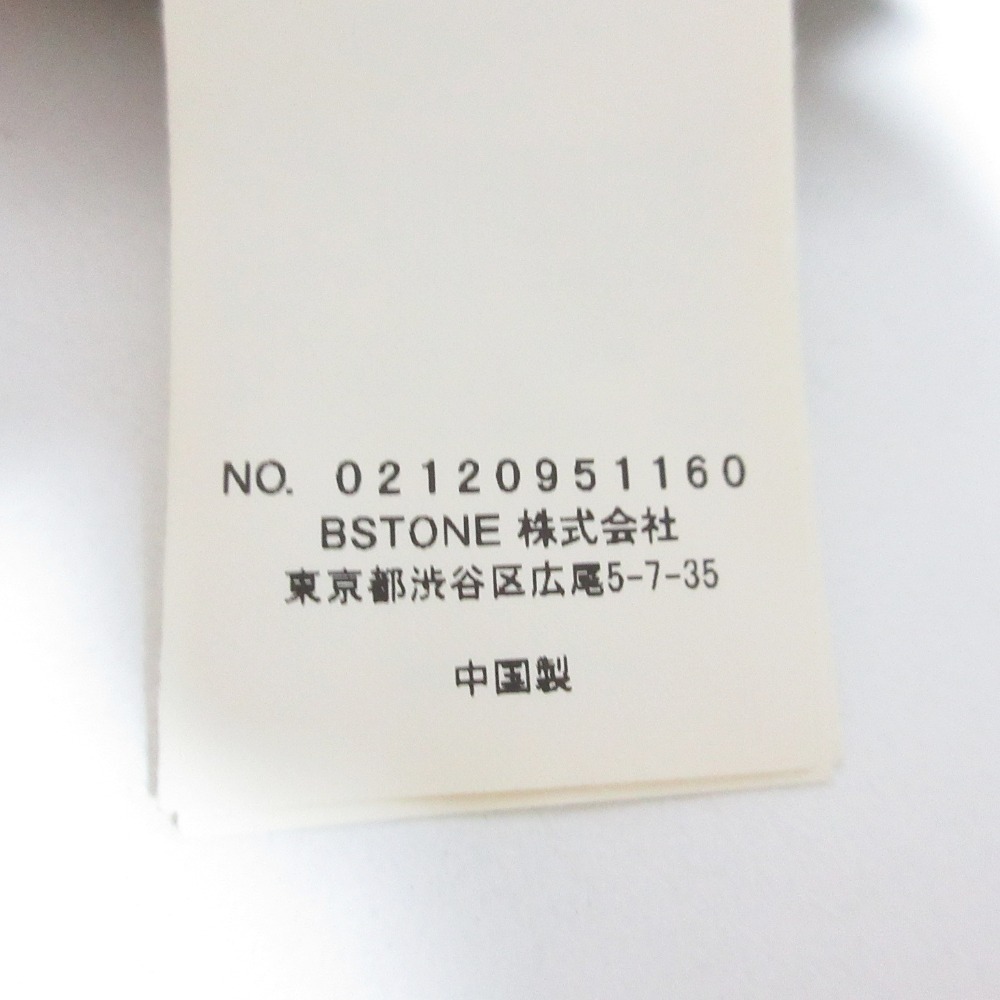 NO. 02120951160
BSTONE 株式会社
東京都渋谷区広尾5-7-35
中国製